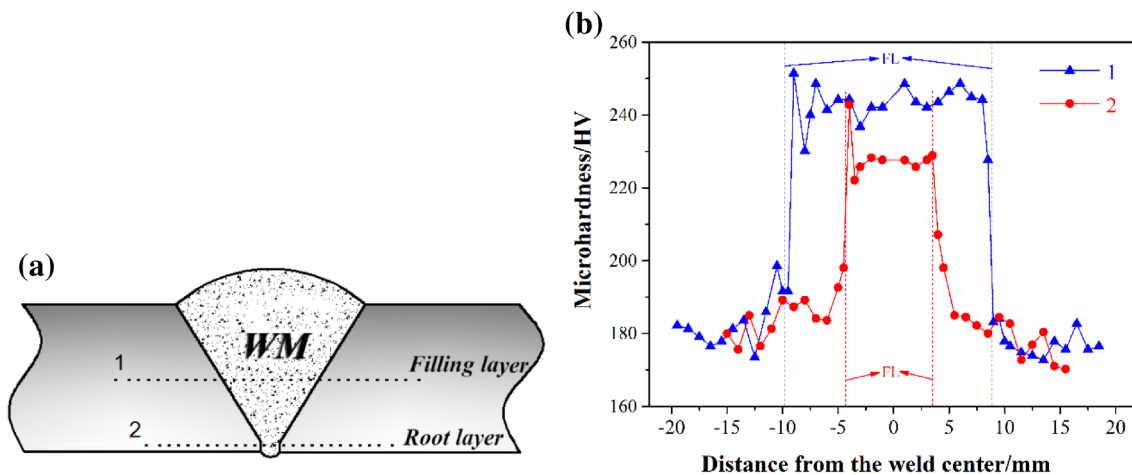 (a)
WM
1
Filling layer
2
Root layer
(b)
260
240
220
200
180
160
Microhardness/HV
FL
1
2
FL
-20 -15 -10 -5 0 5 10 15 20
Distance from the weld center/mm